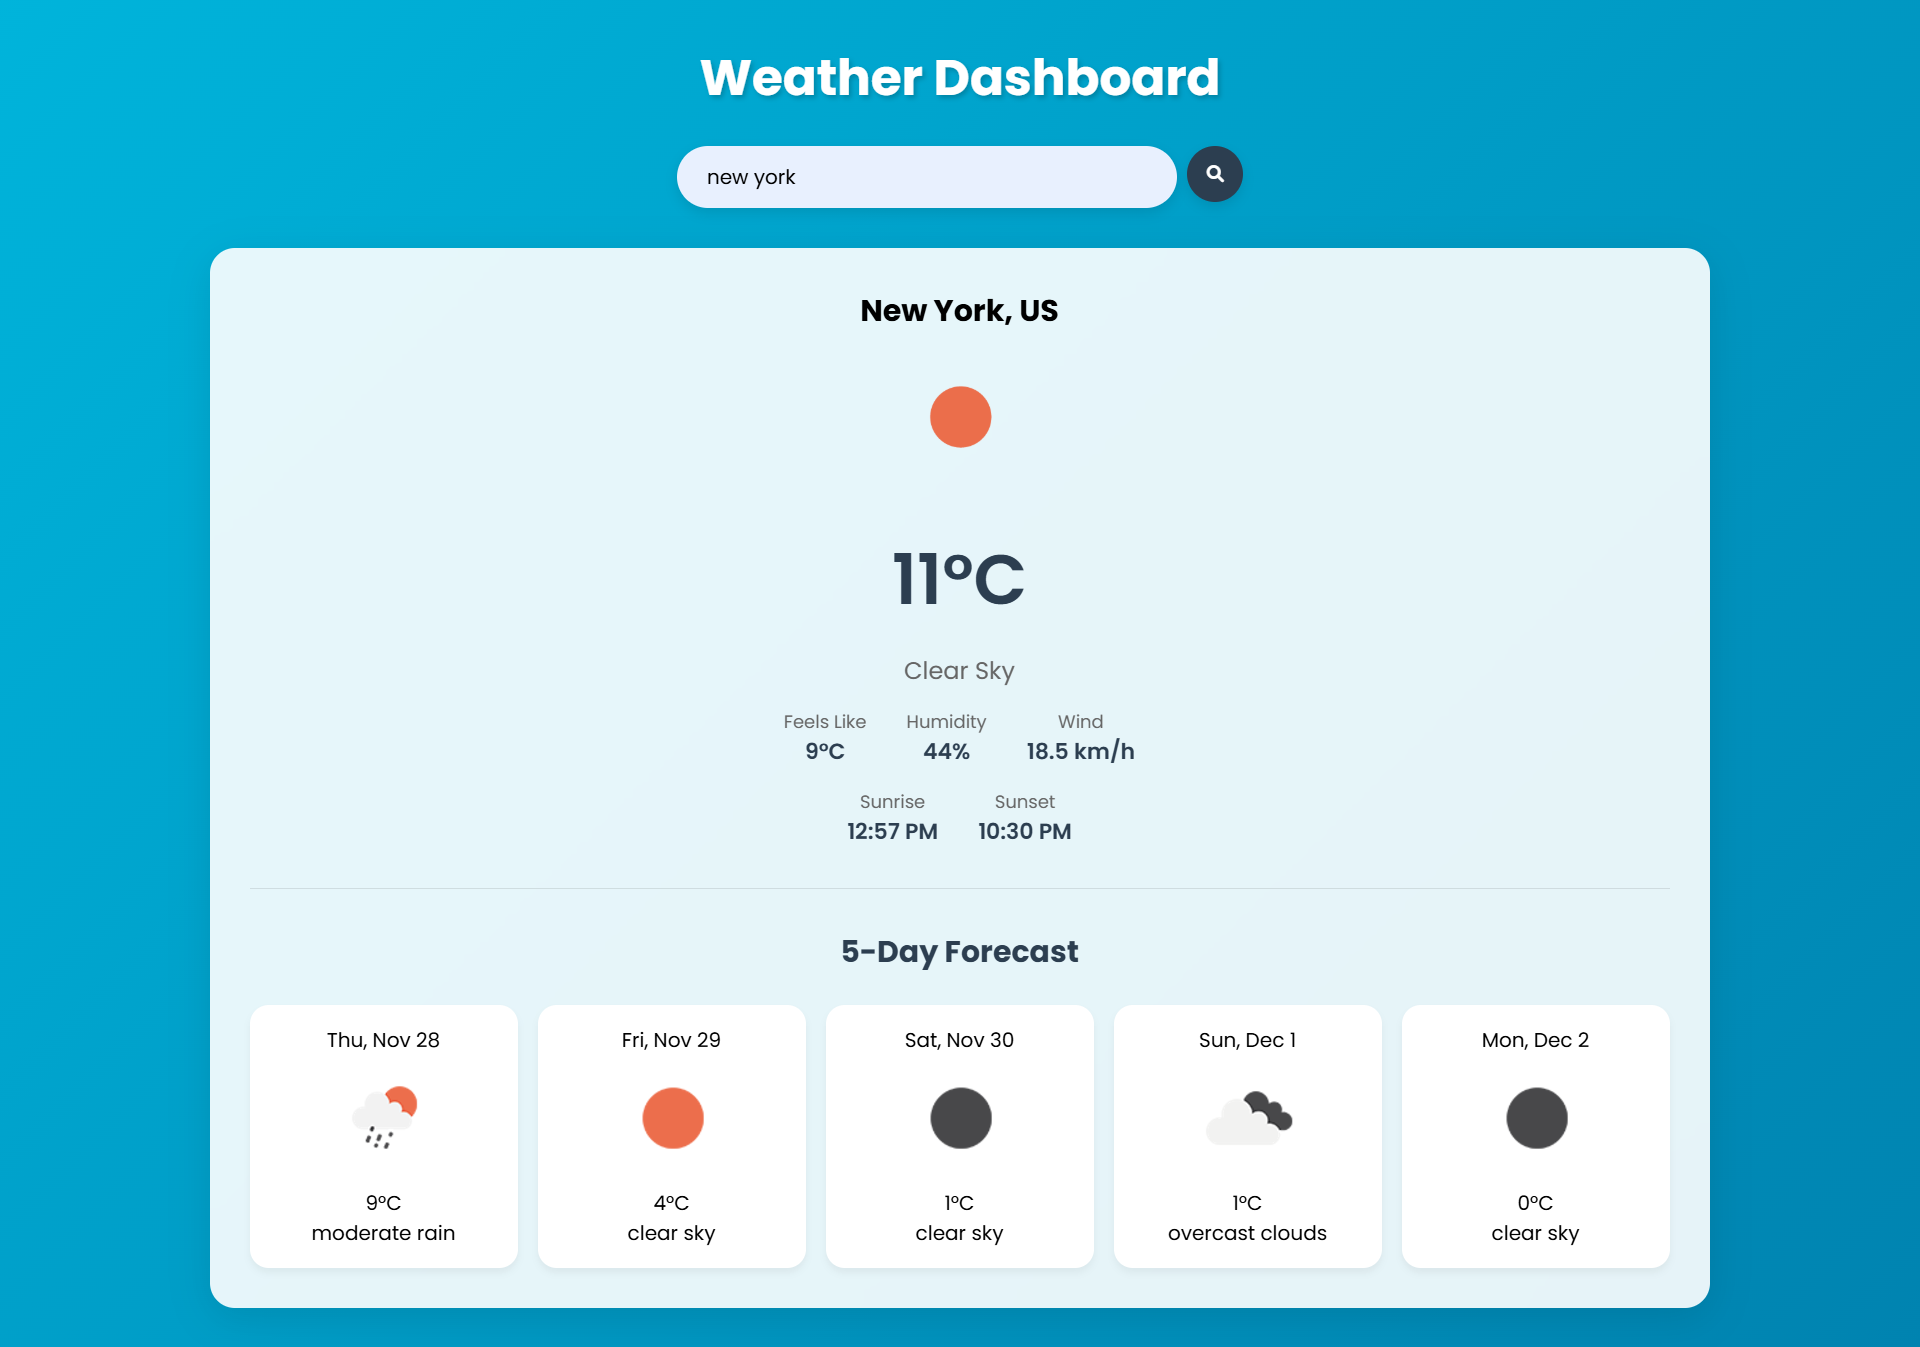 Weather Dashboard
new york
New York, US
11°C
Clear Sky
Feels Like Humidity Wind
9°C 44% 18.5 km/h
Sunrise Sunset
12:57 PM 10:30 PM
5-Day Forecast
Thu, Nov 28 Fri, Nov 29 Sat, Nov 30 Sun, Dec 1 Mon, Dec 2
9°C 4°C 1°C 1°C 0°C
moderate rain clear sky clear sky overcast clouds clear sky